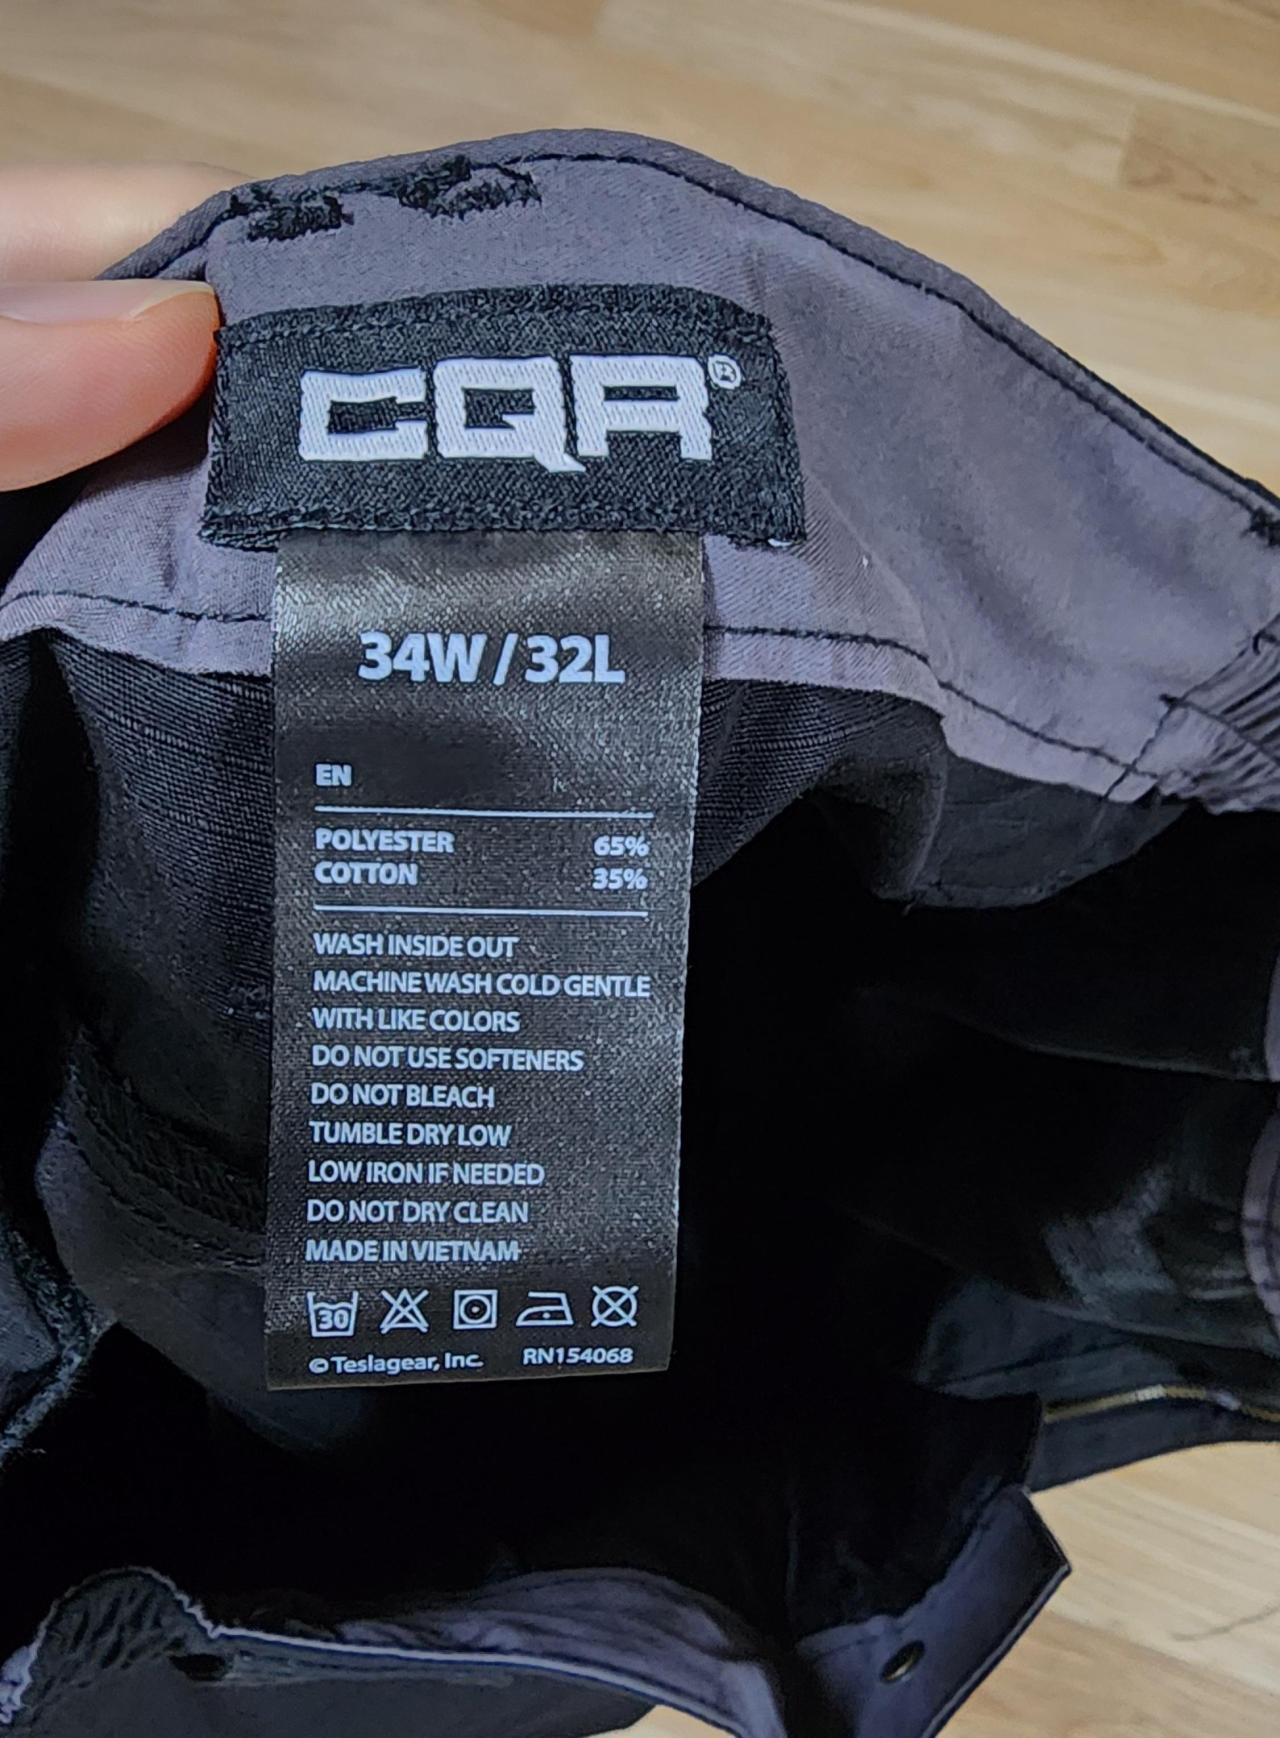 CQR®
34W / 32L
EN
POLYESTER 65%
COTTON 35%
WASH INSIDE OUT
MACHINE WASH COLD GENTLE
WITH LIKE COLORS
DO NOT USE SOFTENERS
DO NOT BLEACH
TUMBLE DRY LOW
LOW IRON IF NEEDED
DO NOT DRY CLEAN
MADE IN VIETNAM
30
© Teslagear, Inc. RN154068